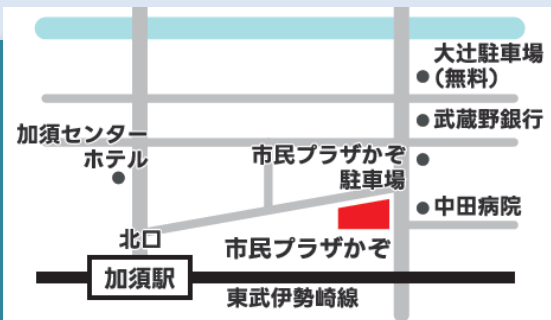 大辻駐車場
(無料)
武蔵野銀行
加須センター
ホテル
市民プラザかぞ
駐車場
中田病院
北口
市民プラザかぞ
加須駅
東武伊勢崎線